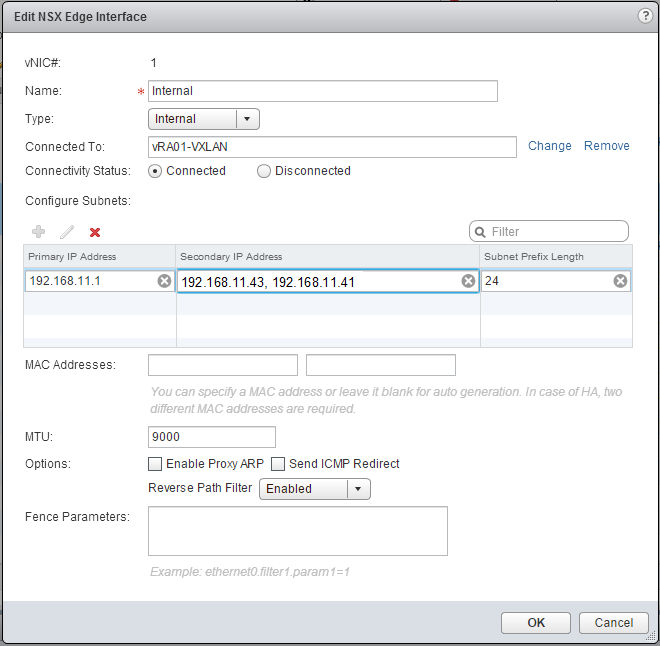 Edit NSX Edge Interface ?
vNIC#: 1
Name: * Internal
Type: Internal
Connected To: vRA01-VXLAN Change Remove
Connectivity Status: Connected Disconnected
Configure Subnets:
Filter
Primary IP Address Secondary IP Address Subnet Prefix Length
192.168.11.1 192.168.11.43, 192.168.11.41 24
MAC Addresses:
You can specify a MAC address or leave it blank for auto generation. In case of HA, two
different MAC addresses are required.
MTU: 9000
Options: Enable Proxy ARP Send ICMP Redirect
Reverse Path Filter Enabled
Fence Parameters:
Example: ethernet0.filter1.param1=1
OK Cancel